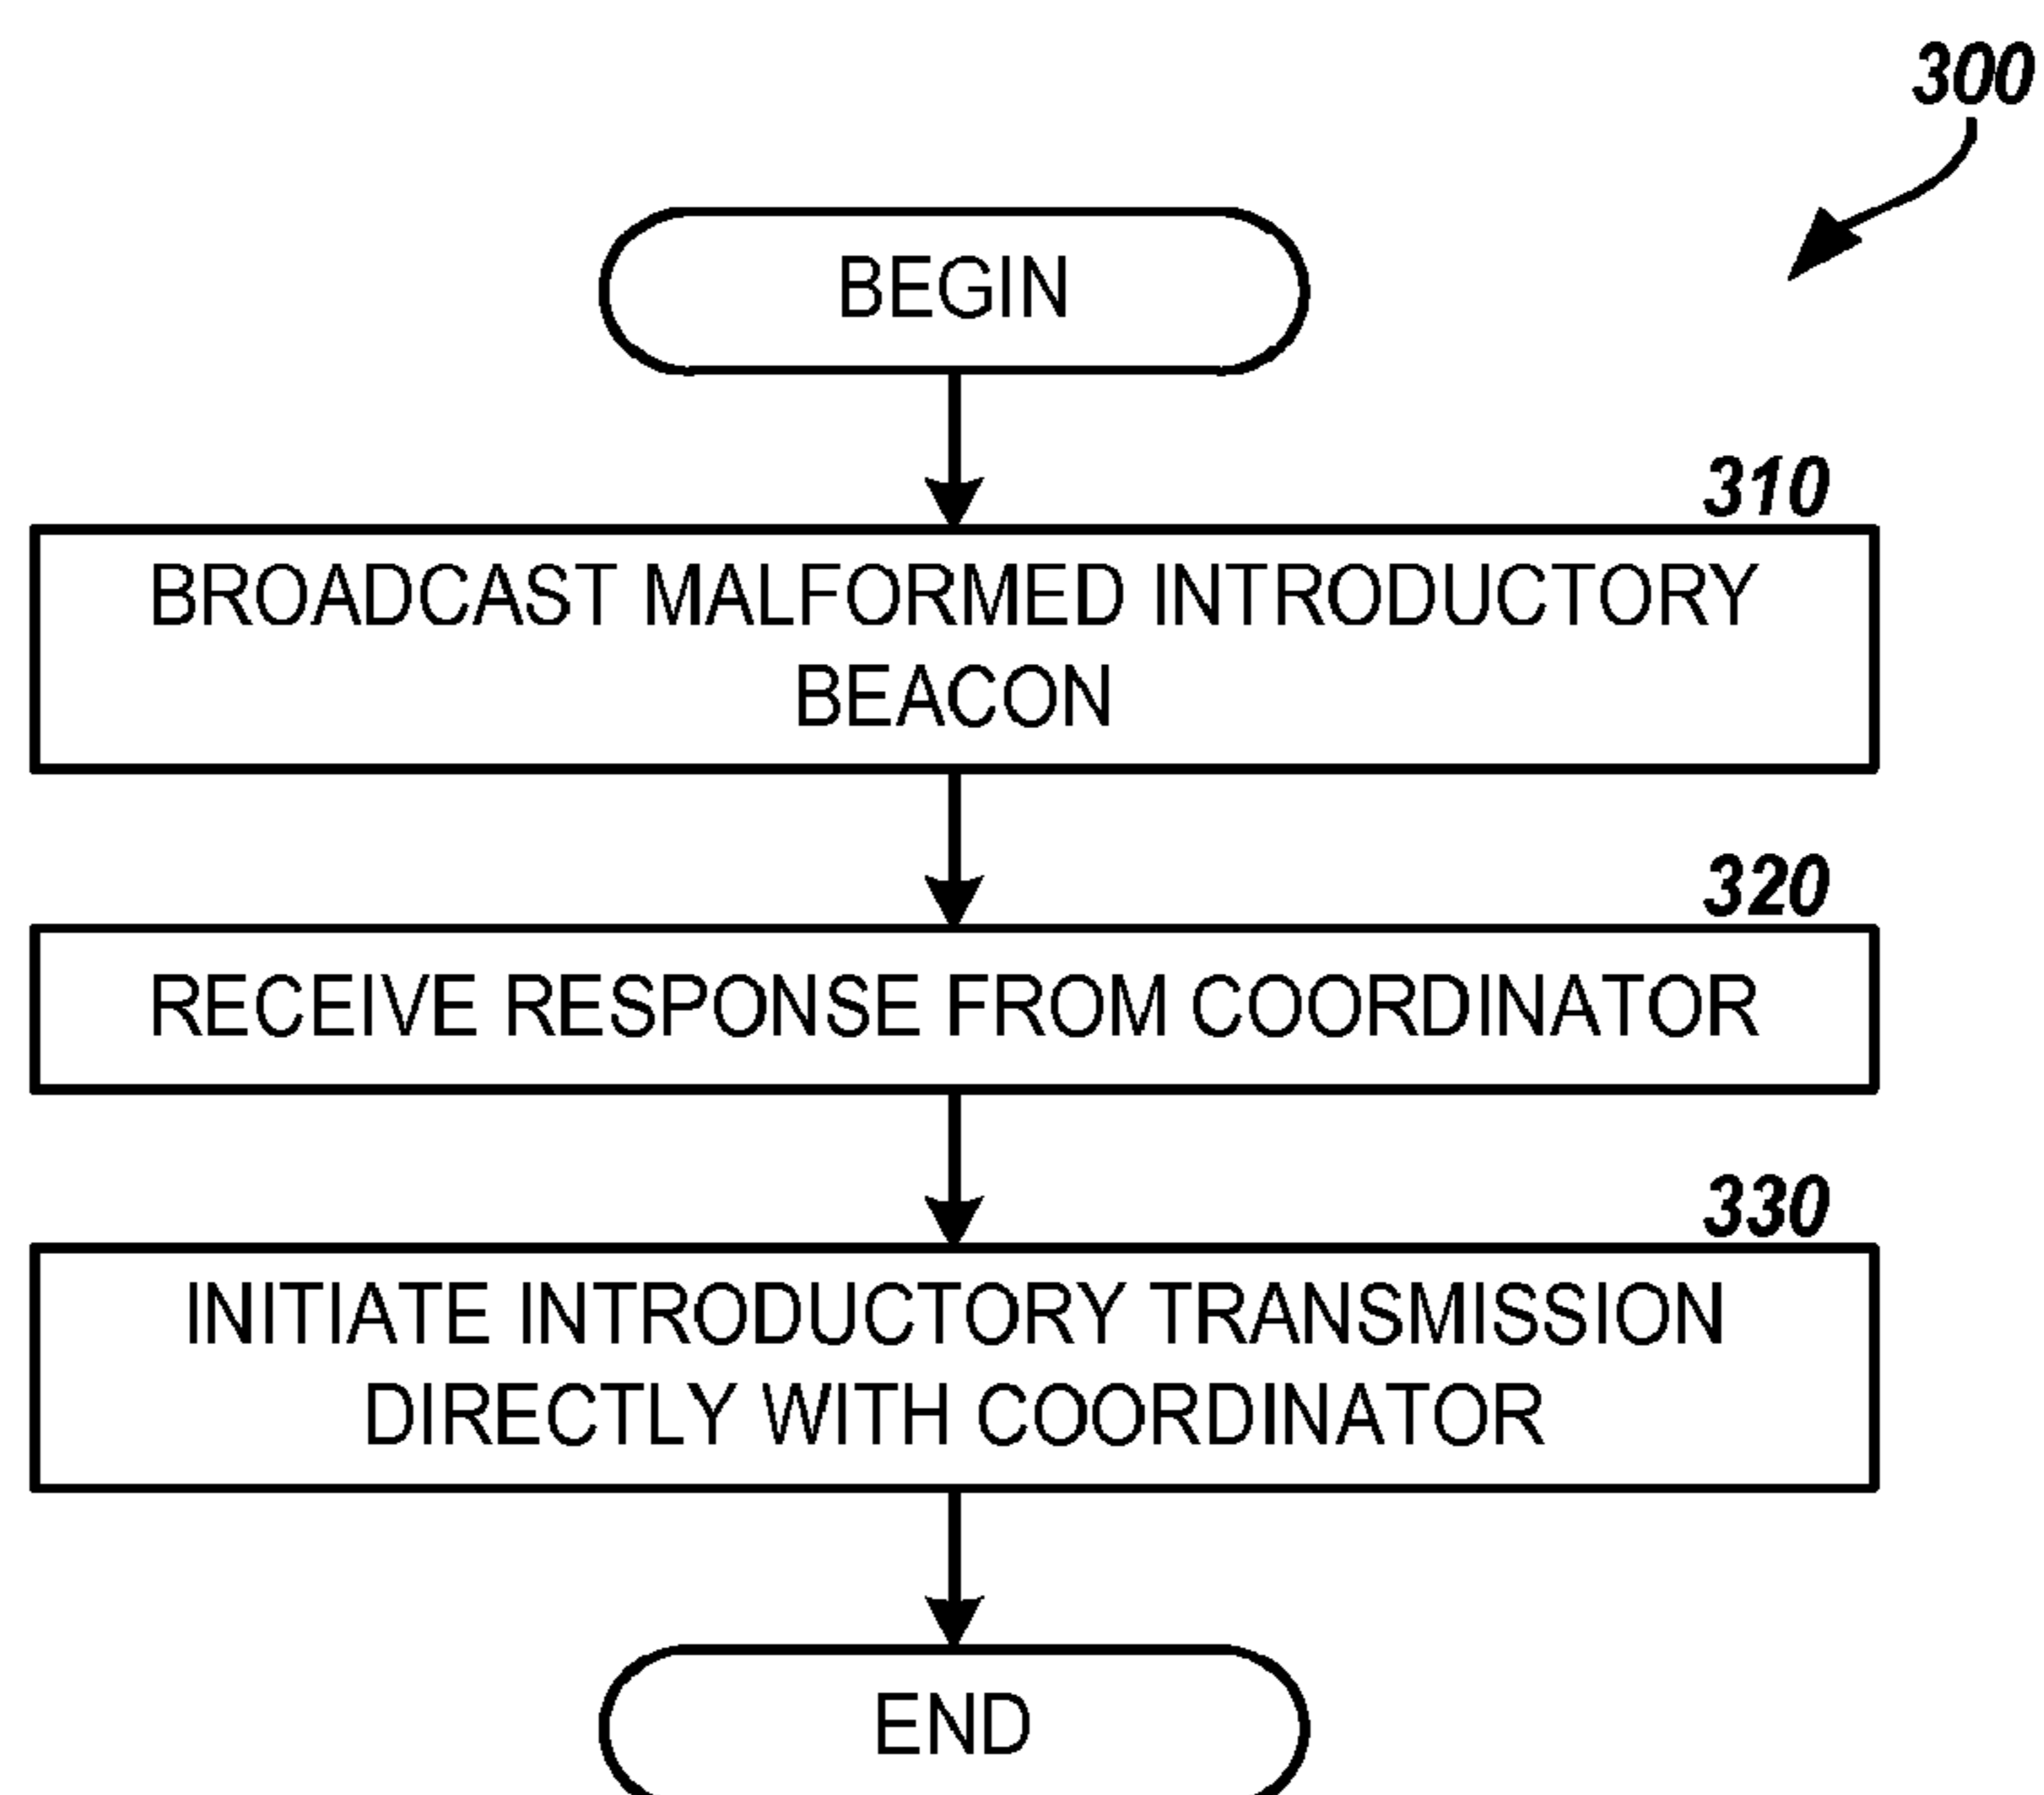 300
BEGIN
310
BROADCAST MALFORMED INTRODUCTORY
BEACON
320
RECEIVE RESPONSE FROM COORDINATOR
330
INITIATE INTRODUCTORY TRANSMISSION
DIRECTLY WITH COORDINATOR
END